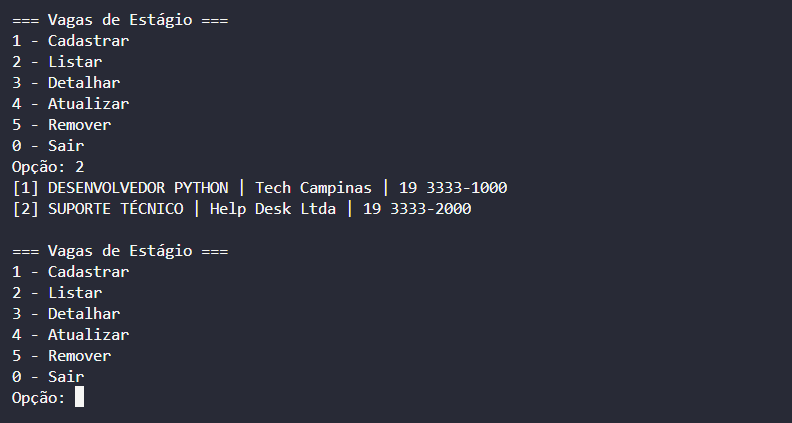 === Vagas de Estágio ===
1 - Cadastrar
2 - Listar
3 - Detalhar
4 - Atualizar
5 - Remover
0 - Sair
Opção: 2
[1] DESENVOLVEDOR PYTHON | Tech Campinas | 19 3333-1000
[2] SUPORTE TÉCNICO | Help Desk Ltda | 19 3333-2000
=== Vagas de Estágio ===
1 - Cadastrar
2 - Listar
3 - Detalhar
4 - Atualizar
5 - Remover
0 - Sair
Opção: